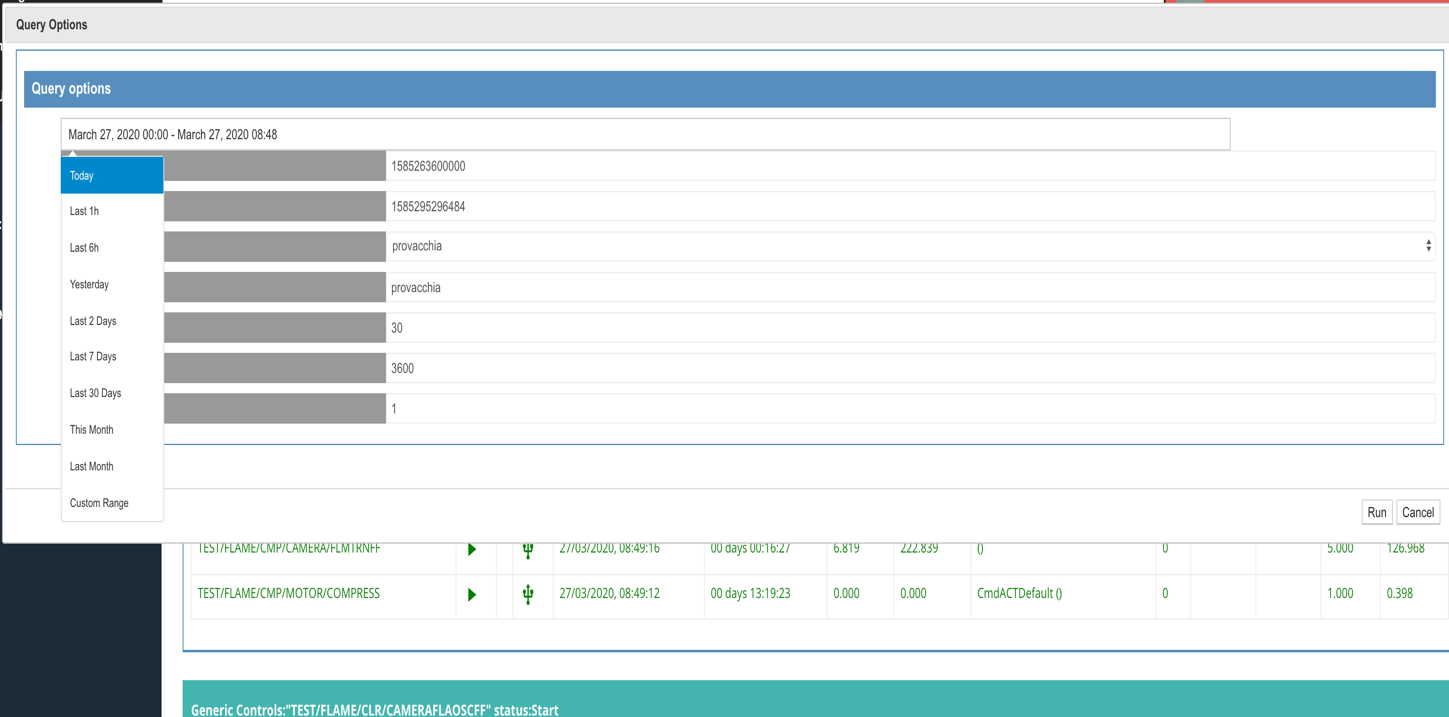 Query Options
Query options
March 27, 2020 00:00 - March 27, 2020 08:48
Today
1585263600000
Last 1h
1585295296484
Last 6h
provacchia
Yesterday
provacchia
Last 2 Days
30
Last 7 Days
3600
Last 30 Days
1
This Month
Last Month
Custom Range
Run Cancel
TEST/FLAME/CMP/CAMERA/FLMTRNFF 27/03/2020, 08:49:16 00 days 00:16:27 6.819 222.839 () 0 5.000 126.968
TEST/FLAME/CMP/MOTOR/COMPRESS 27/03/2020, 08:49:12 00 days 13:19:23 0.000 0.000 CmdACTDefault () 0 1.000 0.398
Generic Controls:"TEST/FLAME/CLR/CAMERAFLAOSCFF" status:Start